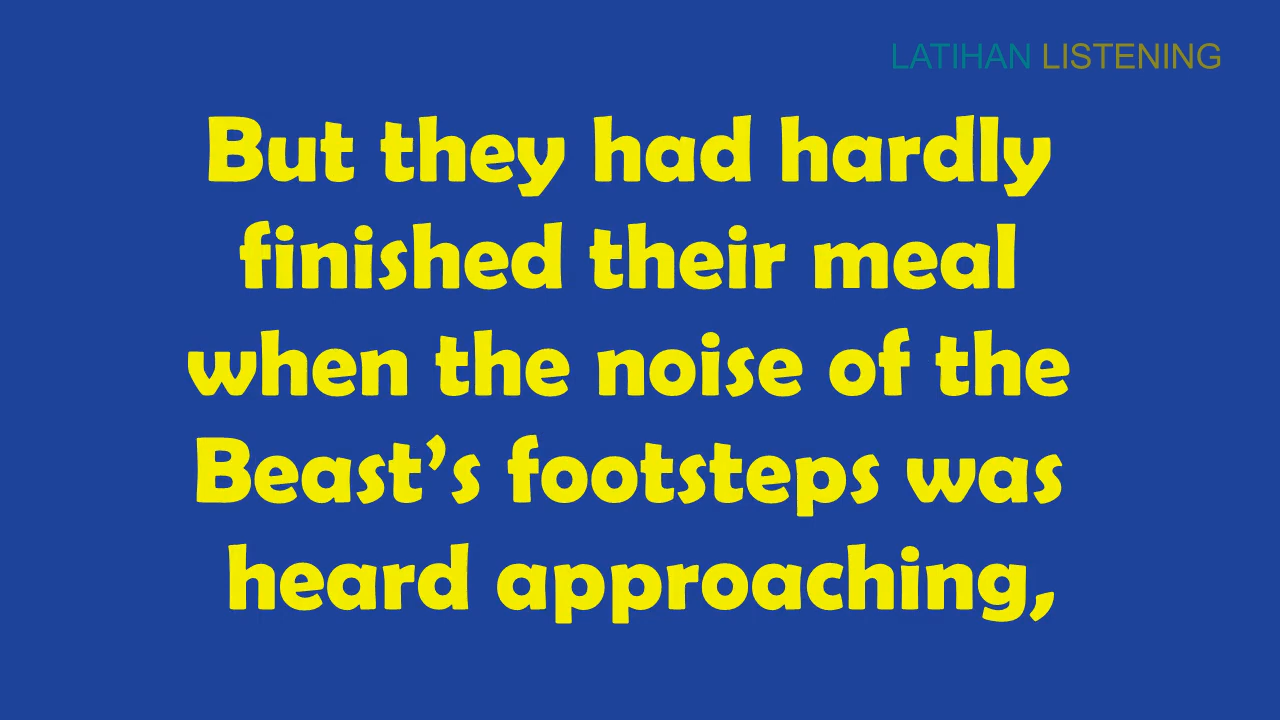 LATIHAN LISTENING
But they had hardly
finished their meal
when the noise of the
Beast’s footsteps was
heard approaching,